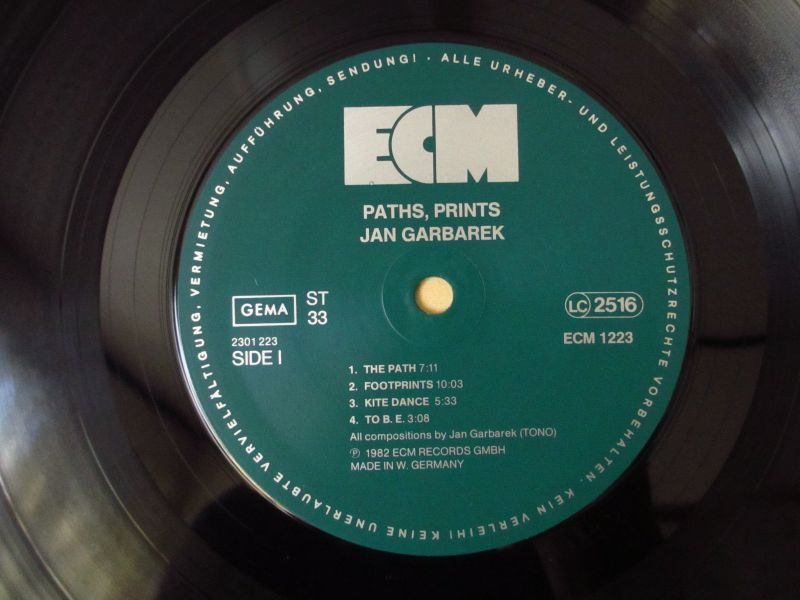 ALLE URHEBER- UND LEISTUNGSSCHUTZRECHTE VORBEHALTEN. KEIN VERLEIH! KEINE UNERLAUBTE VERVIELFÄLTIGUNG, VERMIETUNG, AUFFÜHRUNG, SENDUNG! ·
ECM
PATHS, PRINTS
JAN GARBAREK
GEMA
ST
33
LC 2516
2301 223
SIDE I
ECM 1223
1. THE PATH 7:11
2. FOOTPRINTS 10:03
3. KITE DANCE 5:33
4. TO B. E. 3:08
All compositions by Jan Garbarek (TONO)
℗ 1982 ECM RECORDS GMBH
MADE IN W. GERMANY